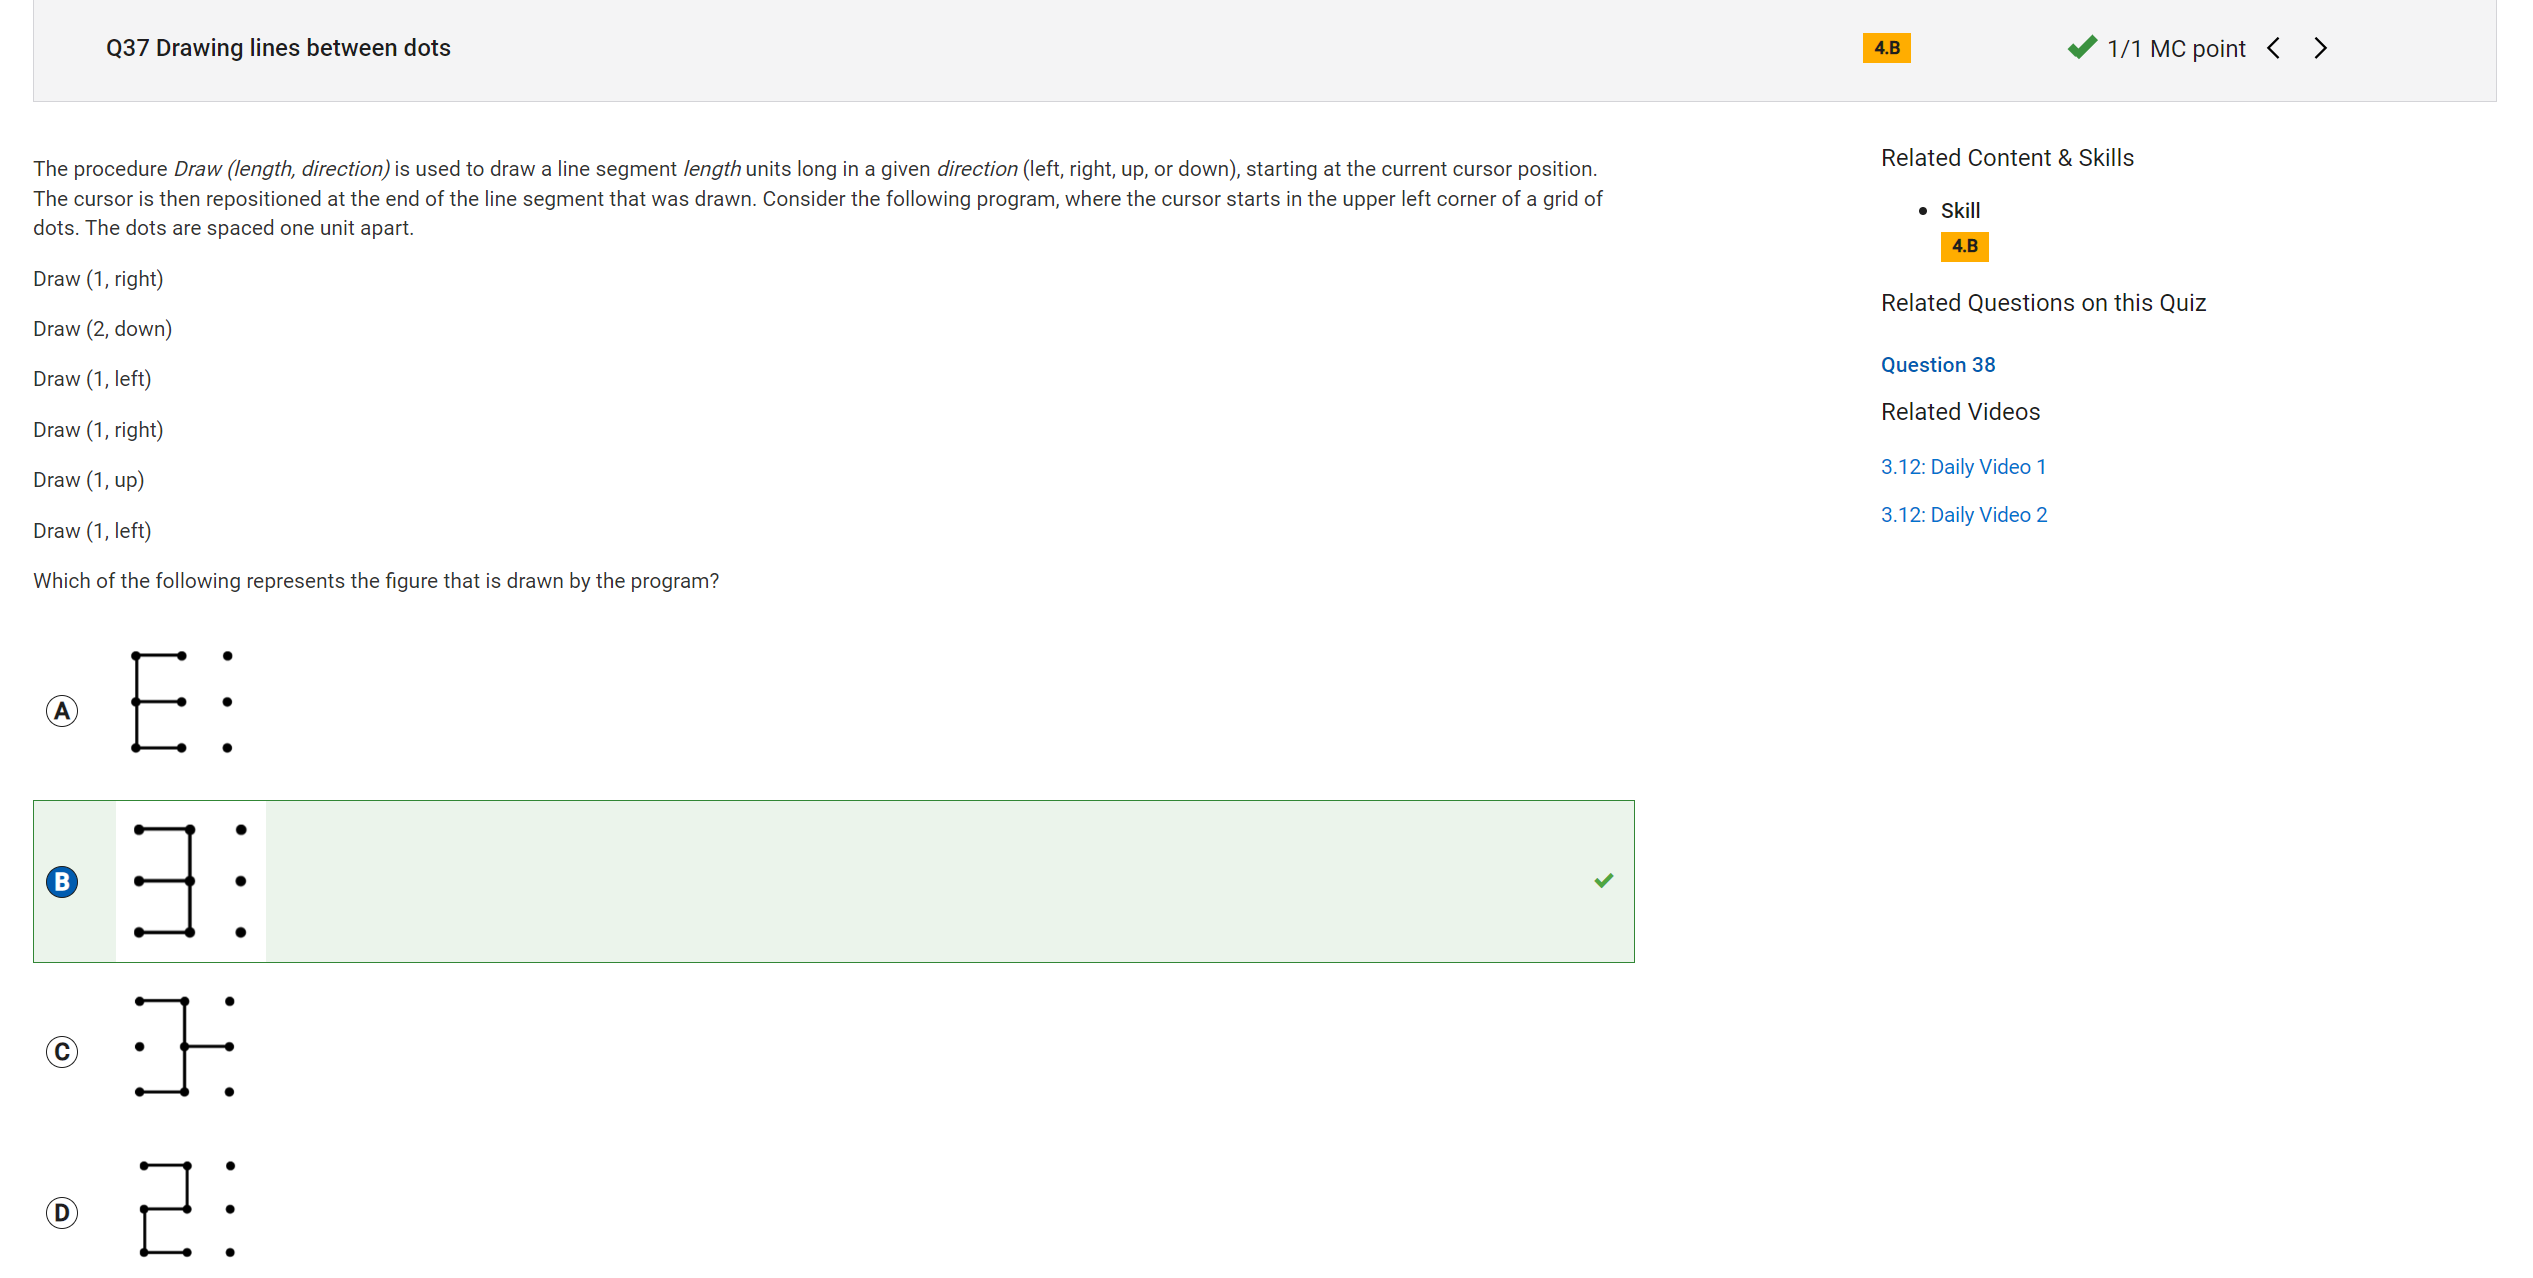 Q37 Drawing lines between dots
4.B
1/1 MC point
The procedure Draw (length, direction) is used to draw a line segment length units long in a given direction (left, right, up, or down), starting at the current cursor position.
The cursor is then repositioned at the end of the line segment that was drawn. Consider the following program, where the cursor starts in the upper left corner of a grid of
dots. The dots are spaced one unit apart.
Draw (1, right)
Draw (2, down)
Draw (1, left)
Draw (1, right)
Draw (1, up)
Draw (1, left)
Which of the following represents the figure that is drawn by the program?
A
B
C
D
Related Content & Skills
Skill
4.B
Related Questions on this Quiz
Question 38
Related Videos
3.12: Daily Video 1
3.12: Daily Video 2